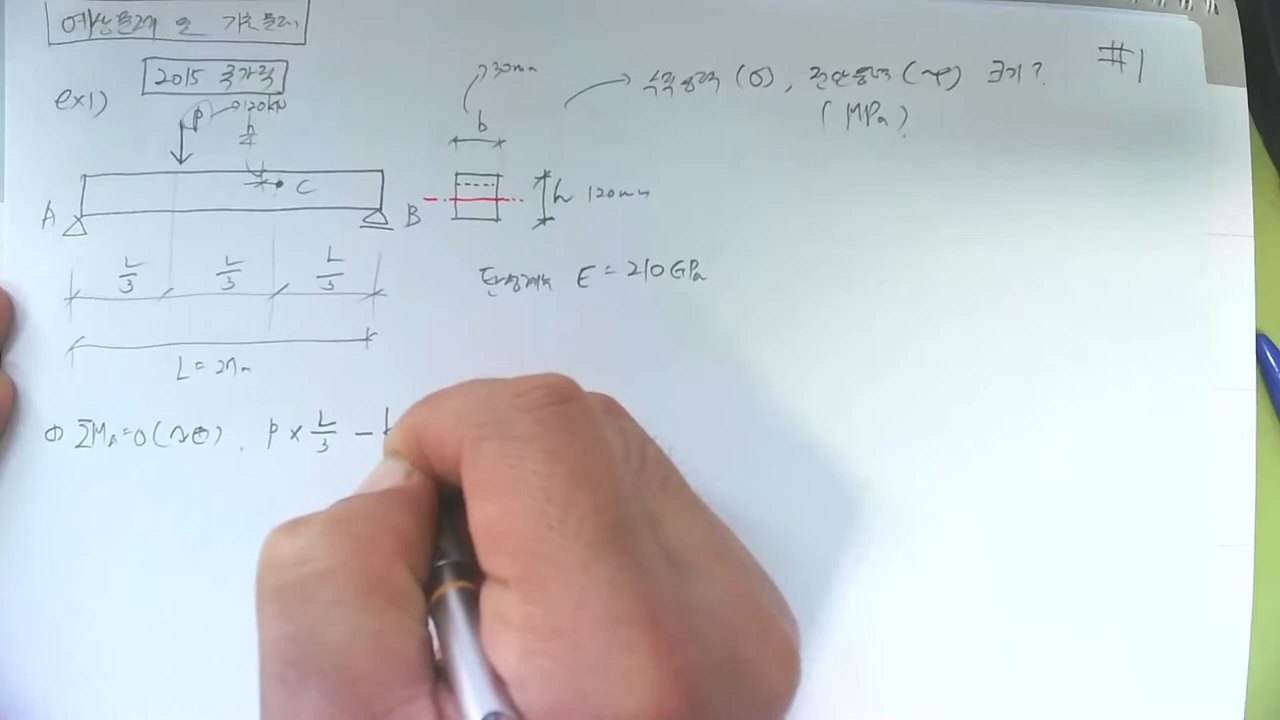 예상문제 및 기출문제
2015 국가직
ex1)
P → 120kN
h/4
C
A
B
L/3 L/3 L/3
L = 2m
30mm
b
h 120mm
탄성계수 E = 210GPa
수직응력 (σ), 전단응력 (τ) 크기?
(MPa)
#1
① ΣM_A=0 (↷⊕), P × L/3 -